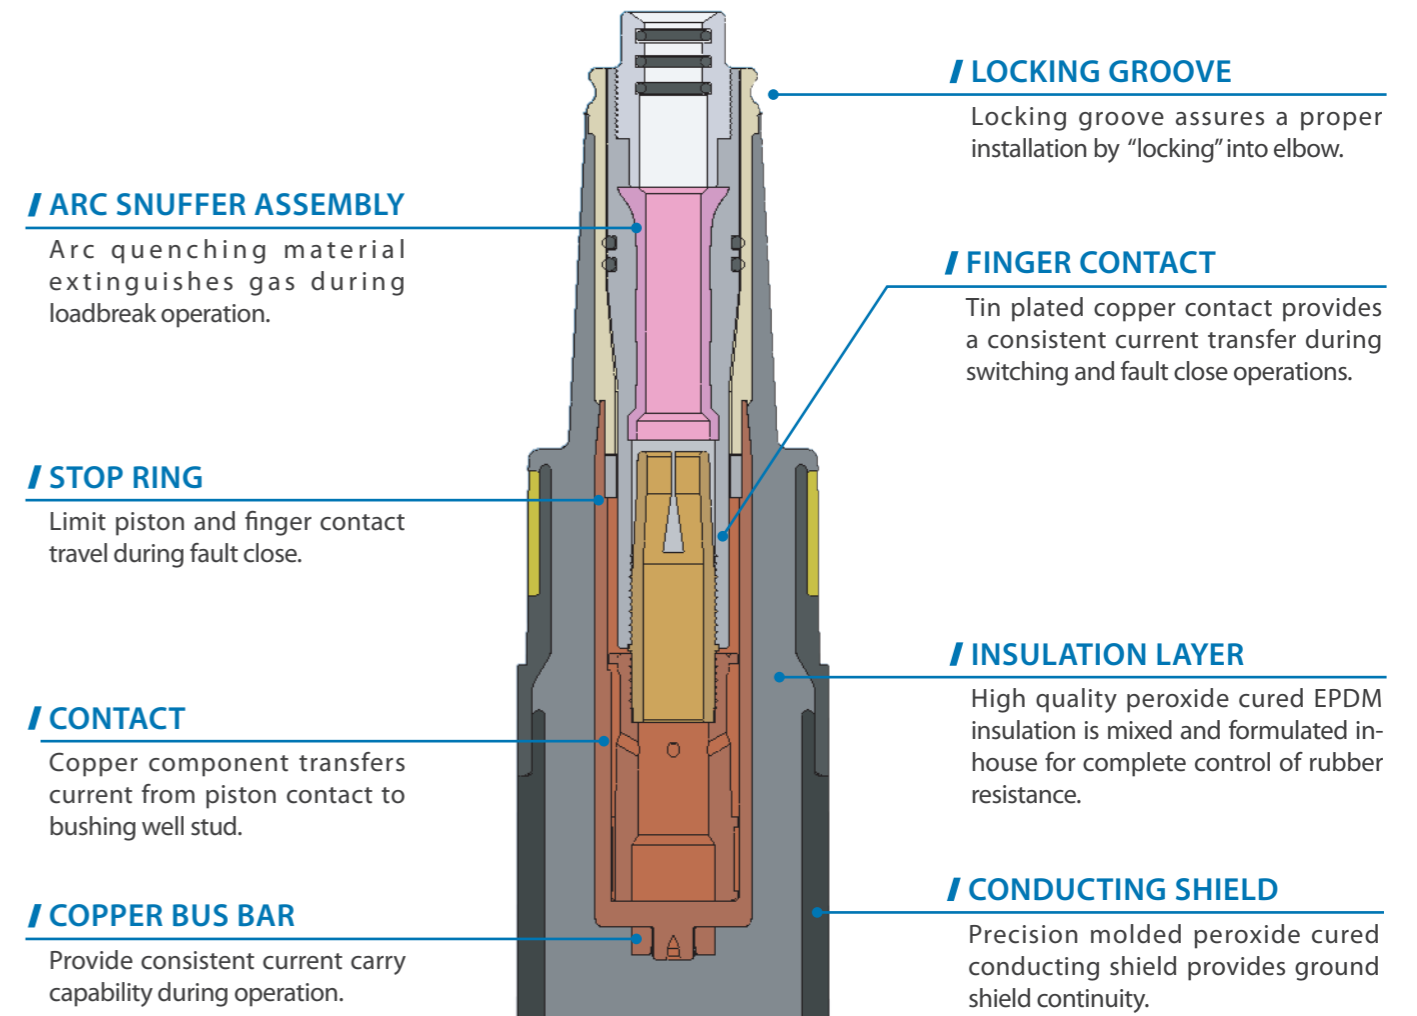 ARC SNUFFER ASSEMBLY
Arc quenching material
extinguishes gas during
loadbreak operation.
STOP RING
Limit piston and finger contact
travel during fault close.
CONTACT
Copper component transfers
current from piston contact to
bushing well stud.
COPPER BUS BAR
Provide consistent current carry
capability during operation.
LOCKING GROOVE
Locking groove assures a proper
installation by “locking” into elbow.
FINGER CONTACT
Tin plated copper contact provides
a consistent current transfer during
switching and fault close operations.
INSULATION LAYER
High quality peroxide cured EPDM
insulation is mixed and formulated in-
house for complete control of rubber
resistance.
CONDUCTING SHIELD
Precision molded peroxide cured
conducting shield provides ground
shield continuity.